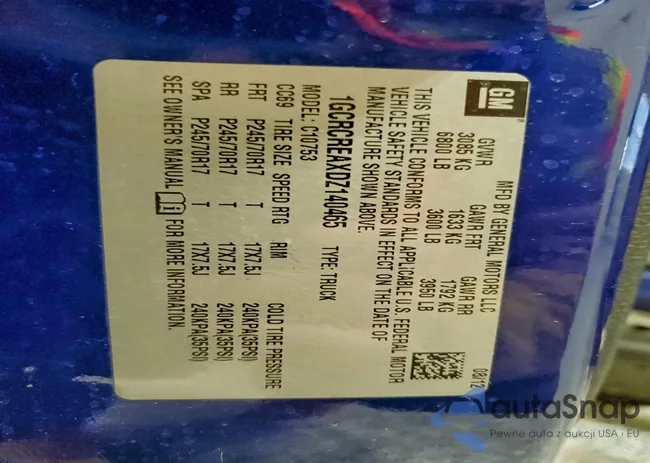 GM
MFD BY GENERAL MOTORS LLC 08/12
GVWR GAWR FRT GAWR RR
3085 KG 1633 KG 1792 KG
6800 LB 3600 LB 3950 LB
THIS VEHICLE CONFORMS TO ALL APPLICABLE U.S. FEDERAL MOTOR
VEHICLE SAFETY STANDARDS IN EFFECT ON THE DATE OF
MANUFACTURE SHOWN ABOVE.
1GCRCREAXDZ140465 TYPE: TRUCK
MODEL: C10753
CC69 TIRE SIZE SPEED RTG RIM COLD TIRE PRESSURE
FRT P245/70R17 T 17X7.5J 240KPA(35PSI)
RR P245/70R17 T 17X7.5J 240KPA(35PSI)
SPA P245/70R17 T 17X7.5J 240KPA(35PSI)
SEE OWNER'S MANUAL FOR MORE INFORMATION.
autaSnap
Pewne auta z aukcji USA i EU